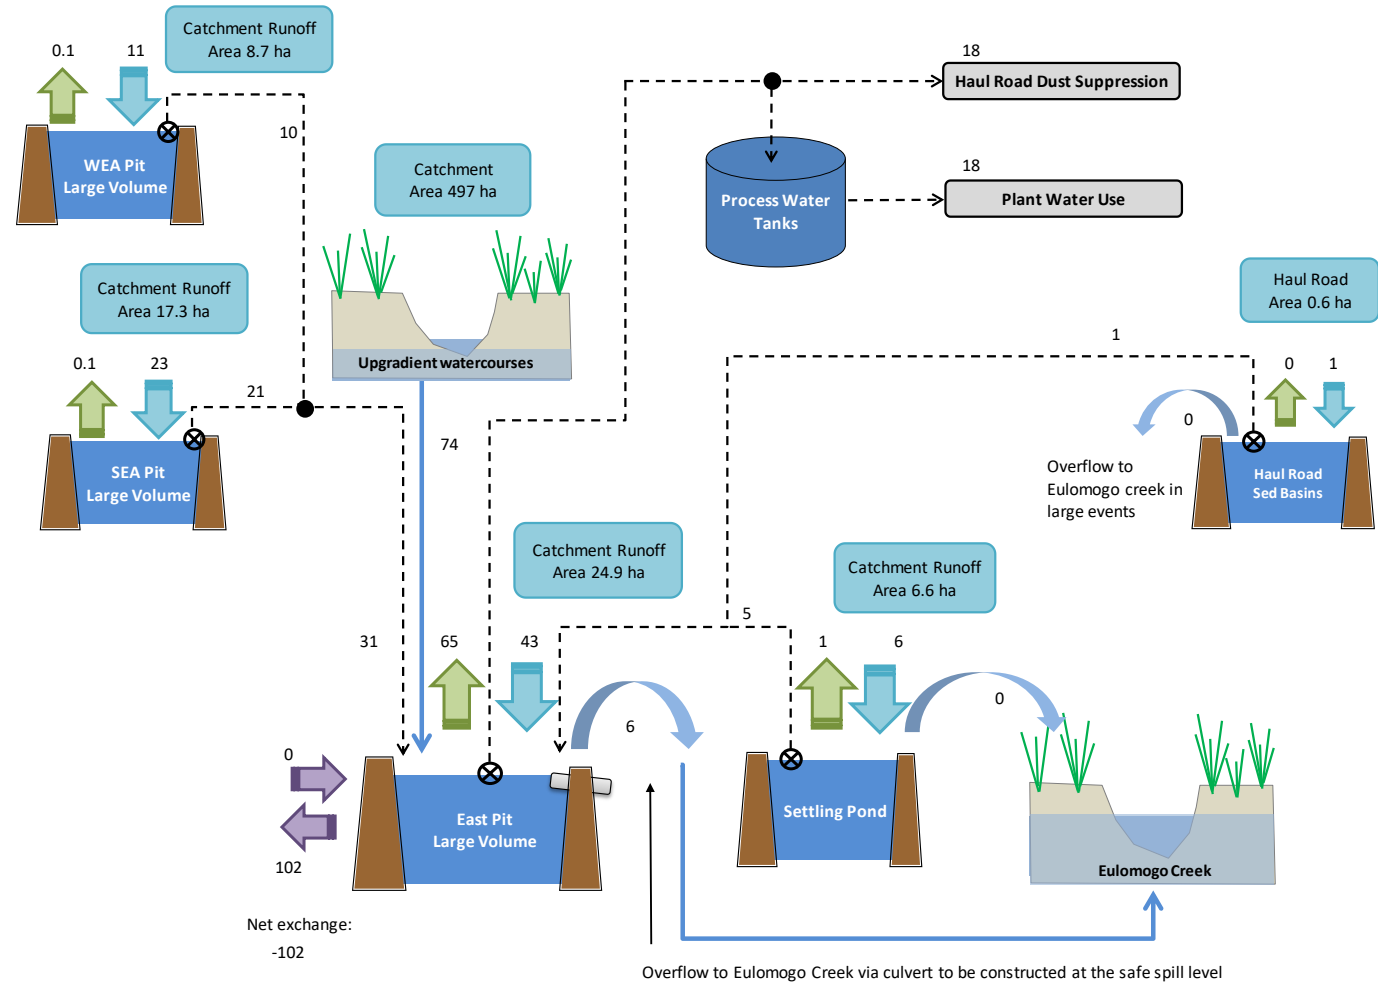 Catchment Runoff
Area 8.7 ha
0.1
11
WEA Pit
Large Volume
10
Catchment
Area 497 ha
Upgradient watercourses
18
Haul Road Dust Suppression
Process Water
Tanks
18
Plant Water Use
Catchment Runoff
Area 17.3 ha
0.1
23
21
SEA Pit
Large Volume
74
Haul Road
Area 0.6 ha
1
0
1
0
Overflow to
Eulomogo creek in
large events
Haul Road
Sed Basins
Catchment Runoff
Area 24.9 ha
Catchment Runoff
Area 6.6 ha
5
31
65
43
6
1
6
0
0
102
East Pit
Large Volume
Settling Pond
Eulomogo Creek
Net exchange:
-102
Overflow to Eulomogo Creek via culvert to be constructed at the safe spill level